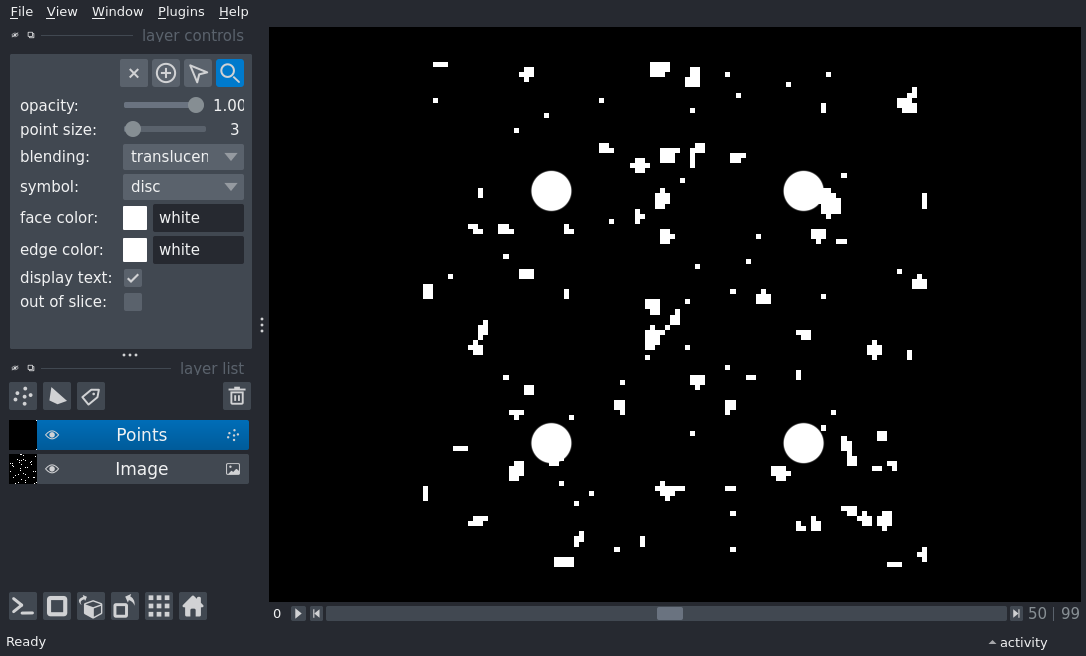 File View Window Plugins Help
layer controls
opacity: 1.00
point size: 3
blending: translucen
symbol: disc
face color: white
edge color: white
display text:
out of slice:
layer list
Points
Image
0 50 | 99
Ready activity